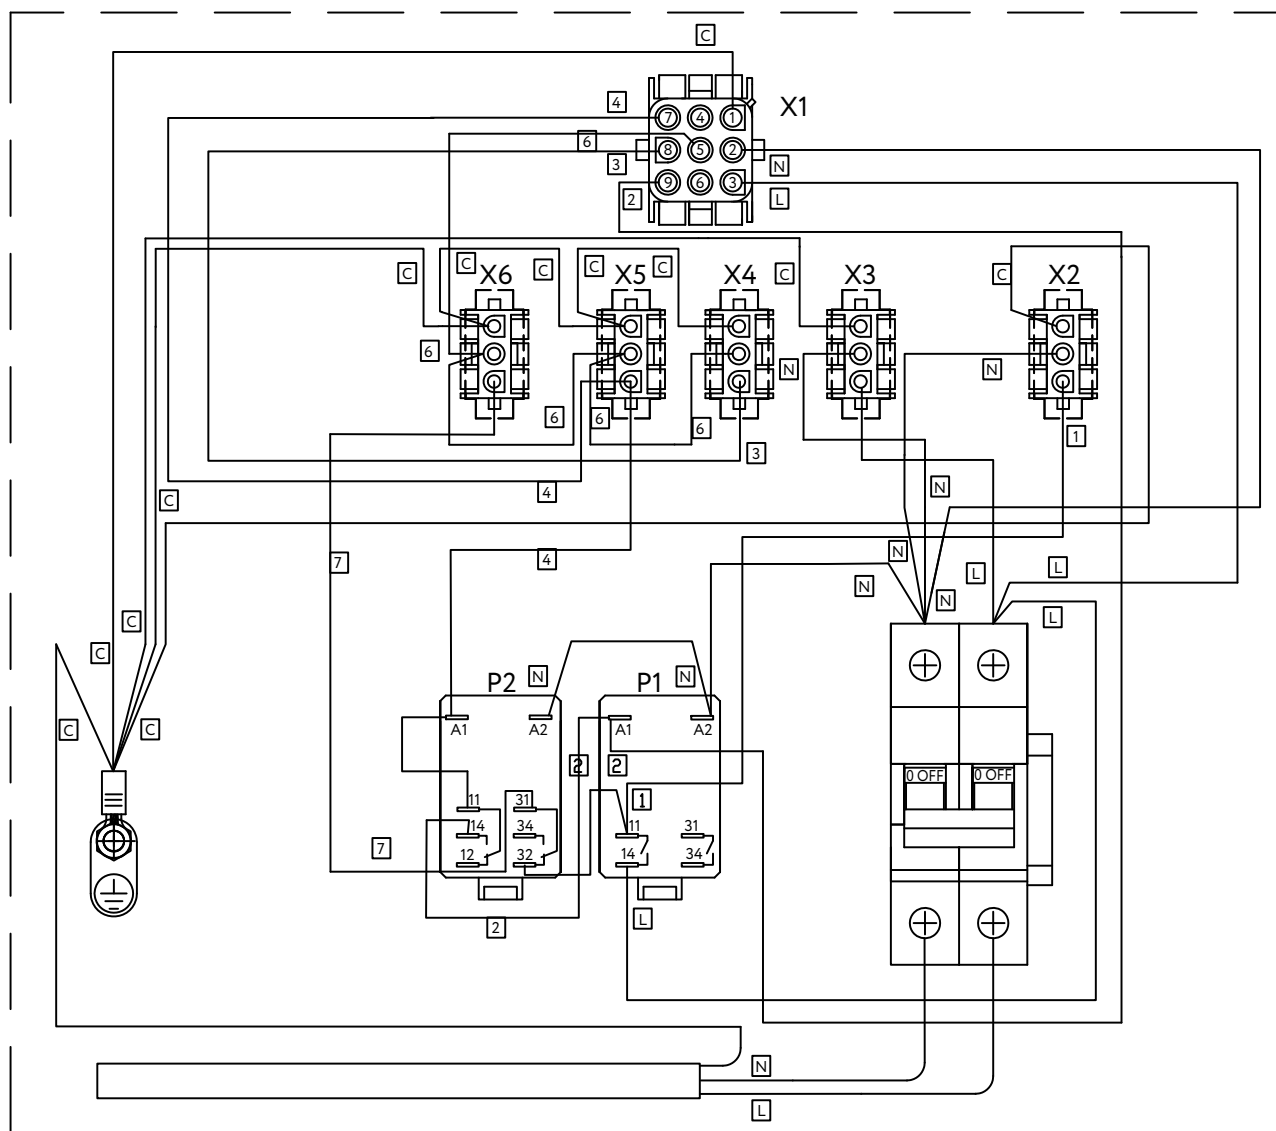 C
4
7 4 1
X1
6
8 5 2
3
N
9 6 3
2
L
C C C C C C C
X6 X5 X4 X3 X2
6 N N
6 6 6 1
3
4
N
C
4
7
N
L L
N
N
C
L
C
P2 N P1 N
C C
A1 A2 A1 A2
2 2
0 OFF 0 OFF
11 31 1
14 34 11 31
7
12 32 14 34
2 L
N
L